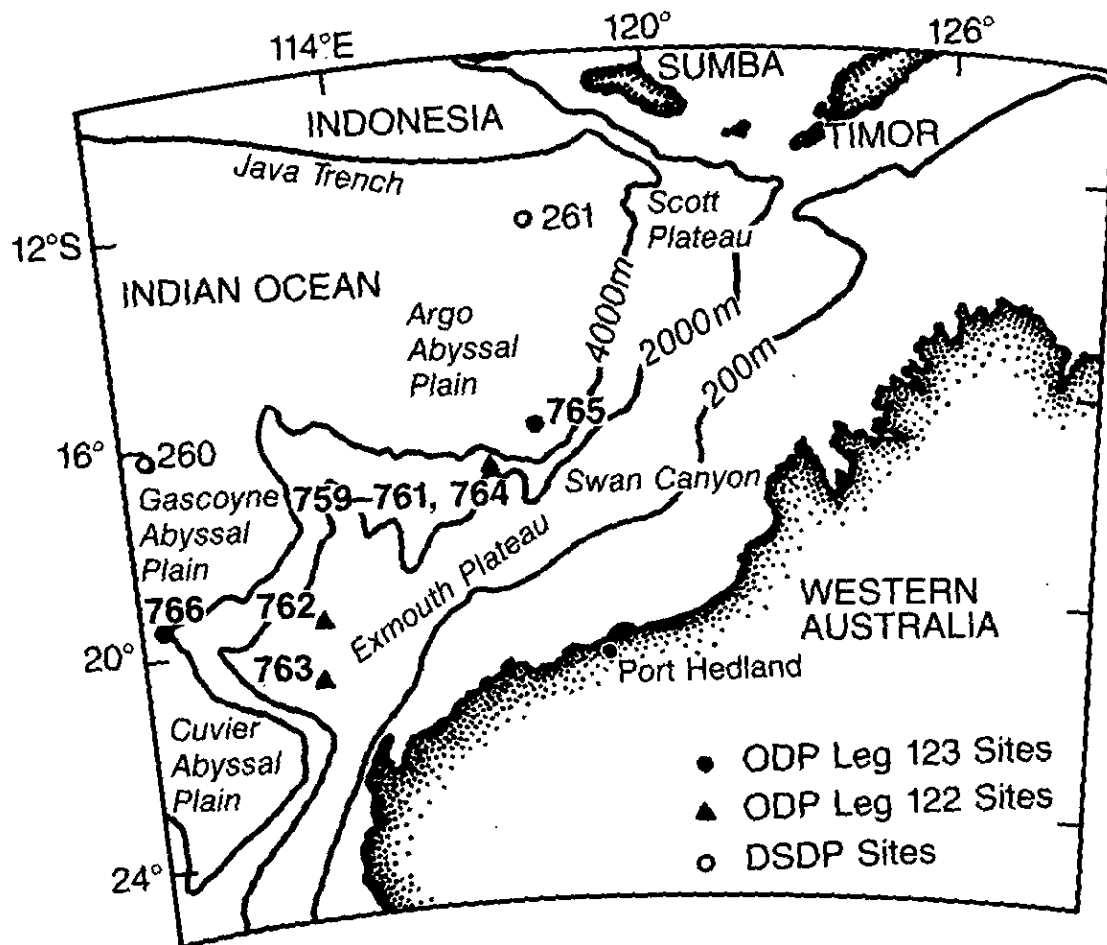 114°E
120°
126°
SUMBA
INDONESIA
TIMOR
Java Trench
261
Scott
Plateau
12°S
INDIAN OCEAN
4000m
2000m
200m
Argo
Abyssal
Plain
765
16°
260
Gascoyne
Abyssal
Plain
759–761, 764
Swan Canyon
Exmouth Plateau
766
762
763
20°
WESTERN
AUSTRALIA
Port Hedland
Cuvier
Abyssal
Plain
24°
ODP Leg 123 Sites
ODP Leg 122 Sites
DSDP Sites